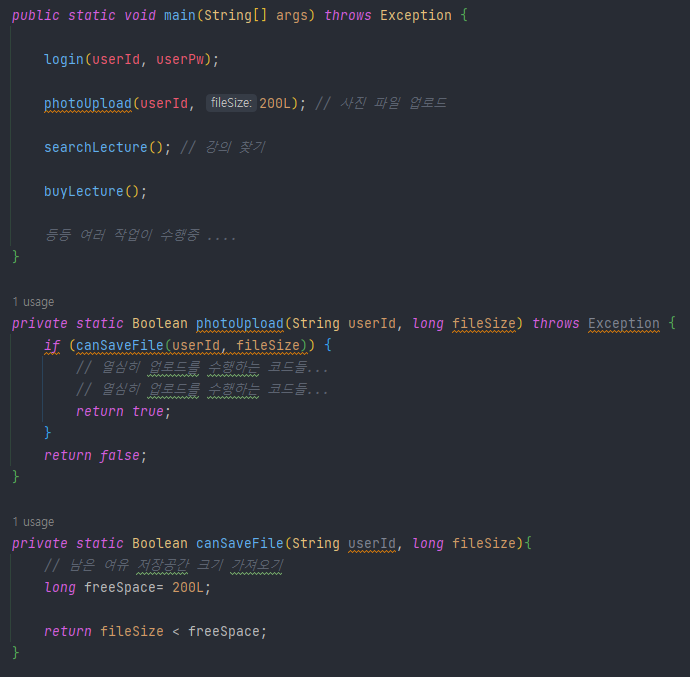 public static void main(String[] args) throws Exception {
login(userId, userPw);
photoUpload(userId, fileSize: 200L); // 사진 파일 업로드
searchLecture(); // 강의 찾기
buyLecture();
등등 여러 작업이 수행중 ....
}
1 usage
private static Boolean photoUpload(String userId, long fileSize) throws Exception {
if (canSaveFile(userId, fileSize)) {
// 열심히 업로드를 수행하는 코드들...
// 열심히 업로드를 수행하는 코드들...
return true;
}
return false;
}
1 usage
private static Boolean canSaveFile(String userId, long fileSize){
// 남은 여유 저장공간 크기 가져오기
long freeSpace= 200L;
return fileSize < freeSpace;
}